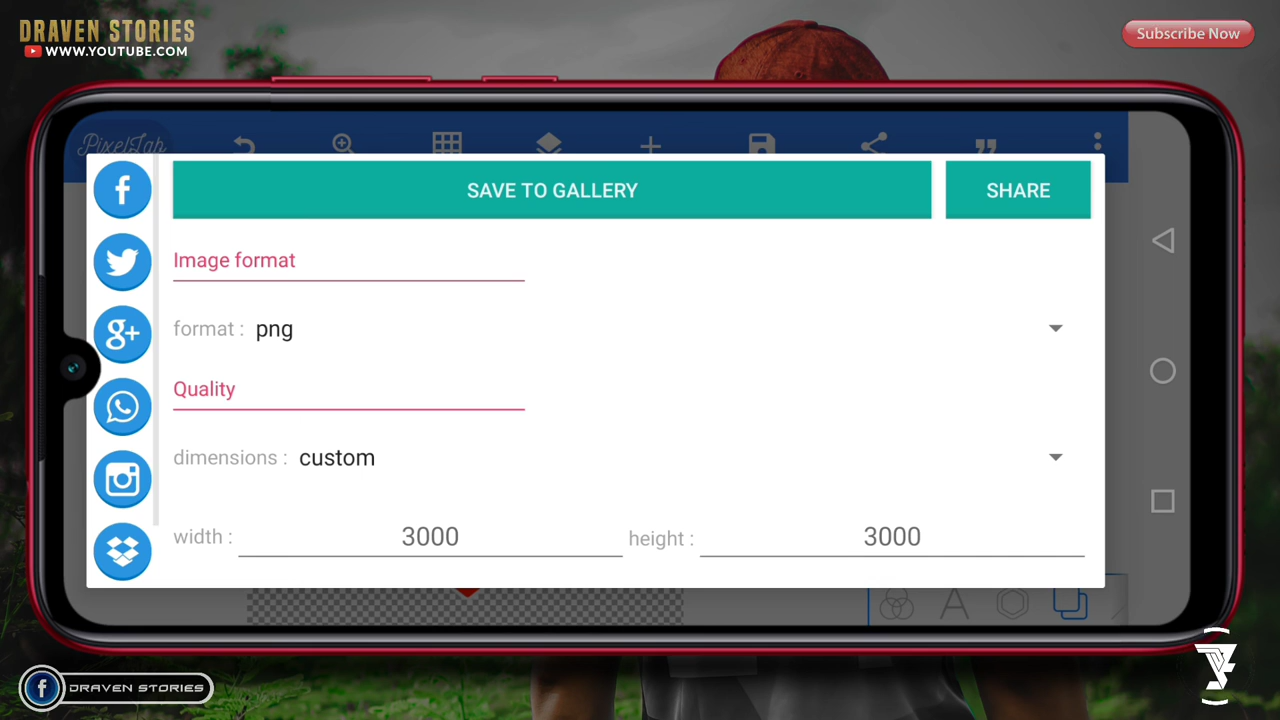 DRAVEN STORIES
WWW.YOUTUBE.COM
Subscribe Now
PixelLab
SAVE TO GALLERY
SHARE
Image format
format : png
Quality
dimensions : custom
width : 3000 height : 3000
DRAVEN STORIES